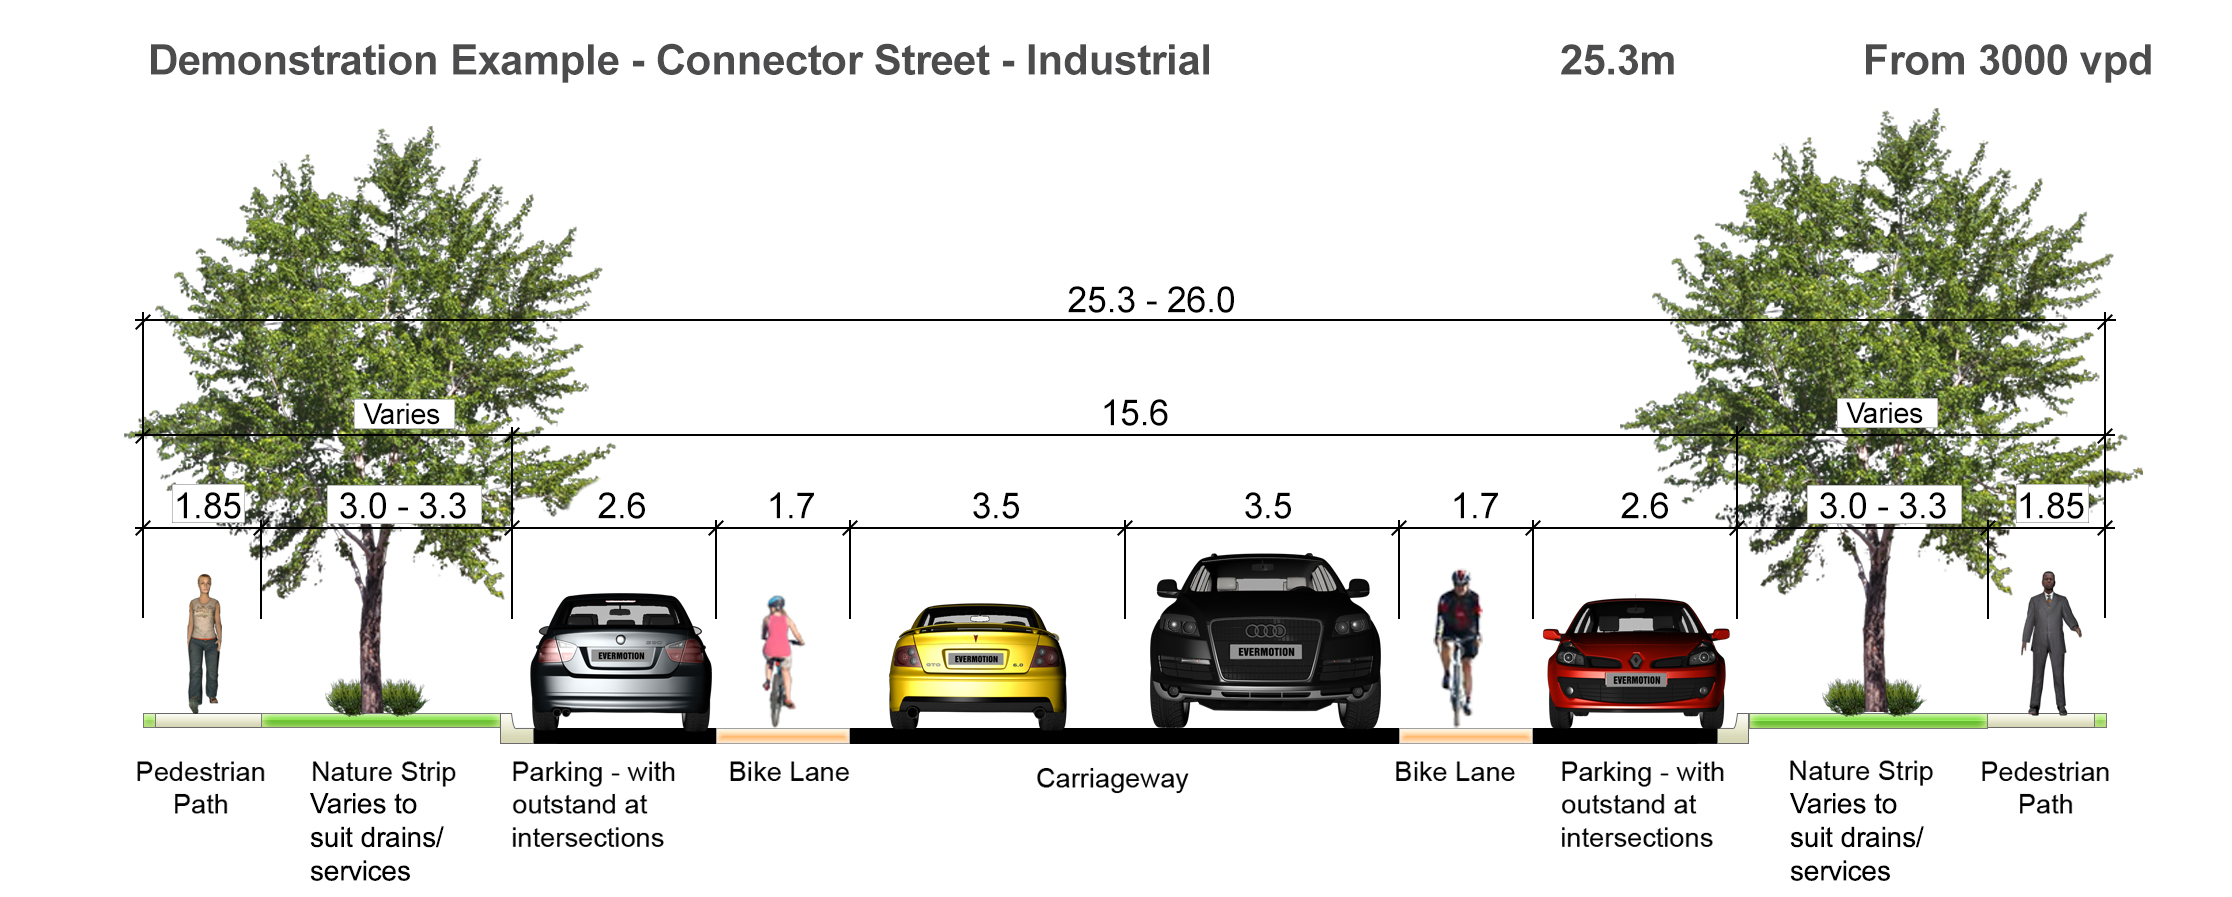 Demonstration Example - Connector Street - Industrial 25.3m From 3000 vpd
25.3 - 26.0
Varies 15.6 Varies
1.85 3.0 - 3.3 2.6 1.7 3.5 3.5 1.7 2.6 3.0 - 3.3 1.85
EVERMOTION
GTO EVERMOTION 6.0
EVERMOTION
EVERMOTION
Pedestrian
Path
Nature Strip
Varies to
suit drains/
services
Parking - with
outstand at
intersections
Bike Lane
Carriageway
Bike Lane
Parking - with
outstand at
intersections
Nature Strip
Varies to
suit drains/
services
Pedestrian
Path